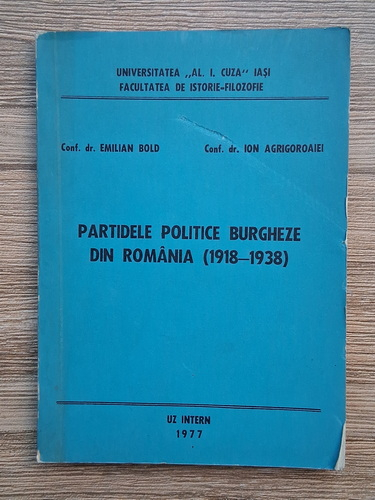 UNIVERSITATEA ,,AL. I. CUZA" IAȘI
FACULTATEA DE ISTORIE-FILOZOFIE
Conf. dr. EMILIAN BOLD Conf. dr. ION AGRIGOROAIEI
PARTIDELE POLITICE BURGHEZE
DIN ROMÂNIA (1918—1938)
UZ INTERN
1977